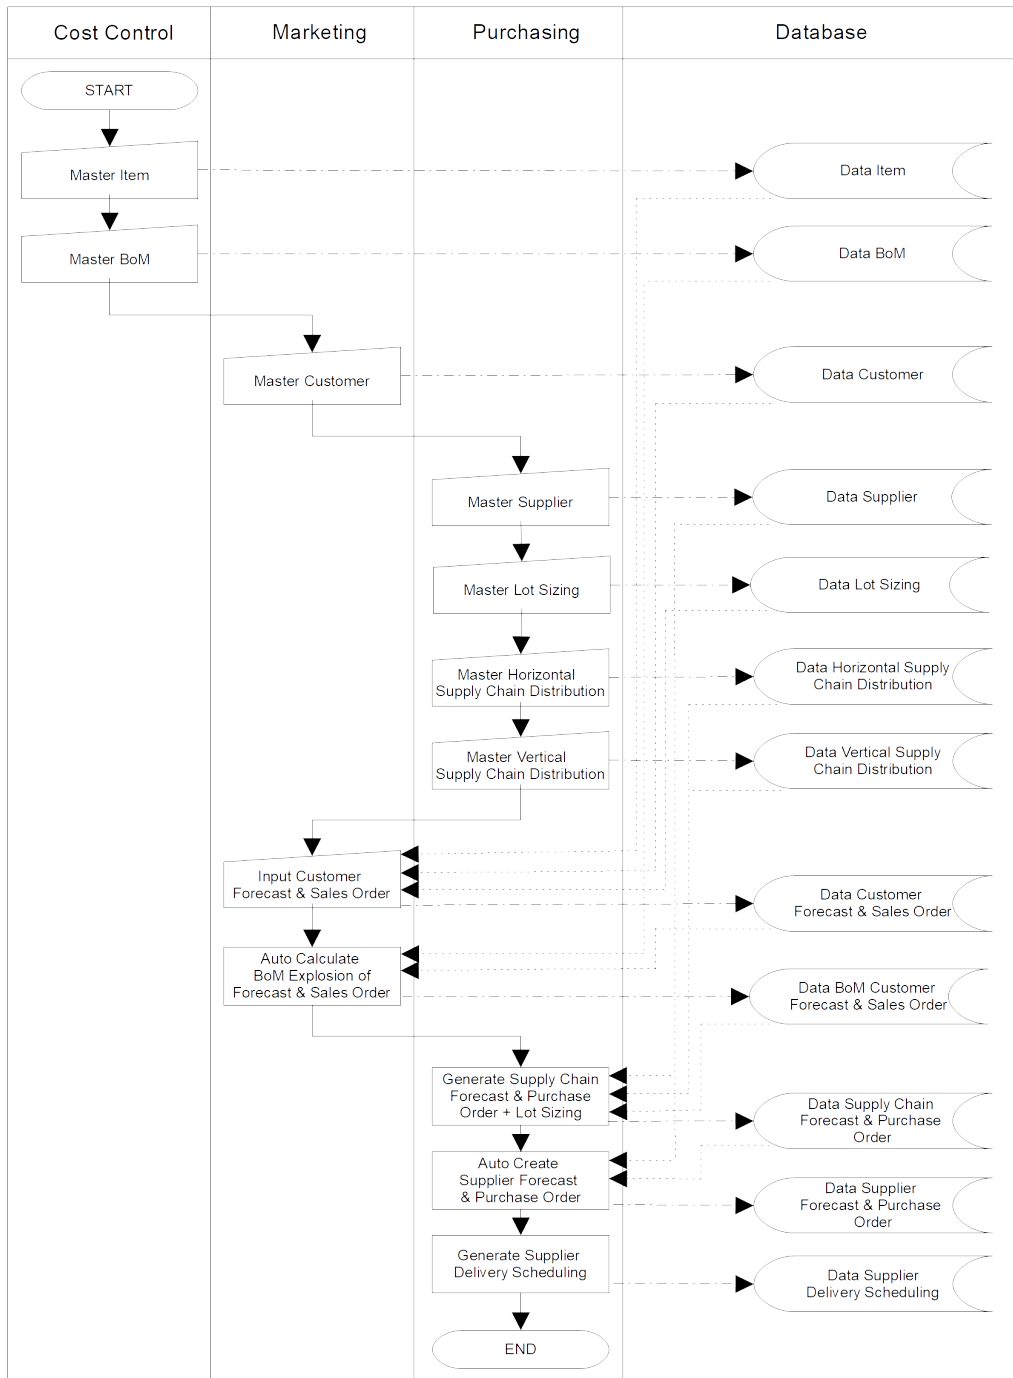 Cost Control
Marketing
Purchasing
Database
START
Master Item
Data Item
Master BoM
Data BoM
Master Customer
Data Customer
Master Supplier
Data Supplier
Master Lot Sizing
Data Lot Sizing
Master Horizontal
Supply Chain Distribution
Data Horizontal Supply
Chain Distribution
Master Vertical
Supply Chain Distribution
Data Vertical Supply
Chain Distribution
Input Customer
Forecast & Sales Order
Data Customer
Forecast & Sales Order
Auto Calculate
BoM Explosion of
Forecast & Sales Order
Data BoM Customer
Forecast & Sales Order
Generate Supply Chain
Forecast & Purchase
Order + Lot Sizing
Data Supply Chain
Forecast & Purchase
Order
Auto Create
Supplier Forecast
& Purchase Order
Data Supplier
Forecast & Purchase
Order
Generate Supplier
Delivery Scheduling
Data Supplier
Delivery Scheduling
END